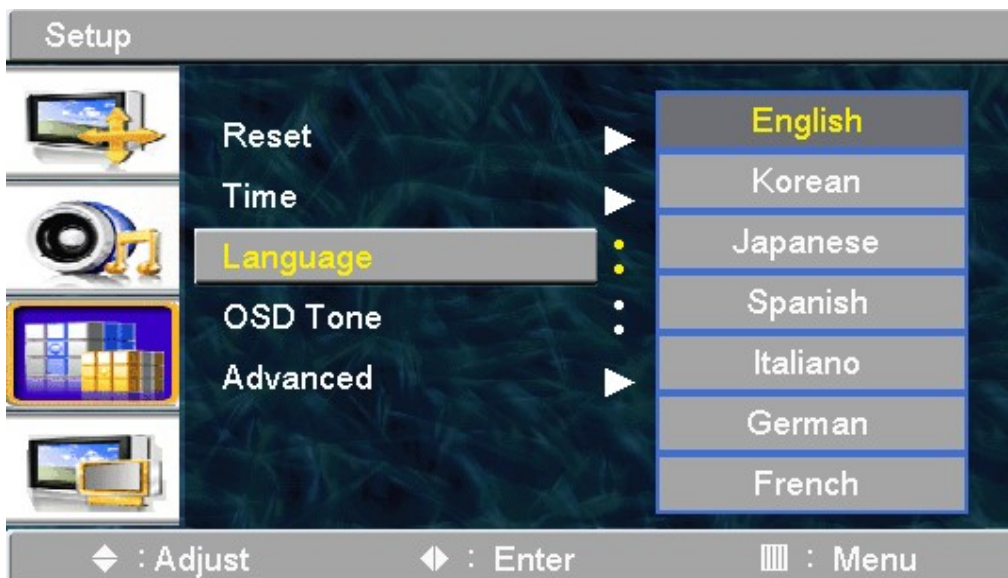 Setup
Reset
Time
Language :
OSD Tone :
Advanced
English
Korean
Japanese
Spanish
Italiano
German
French
: Adjust : Enter : Menu